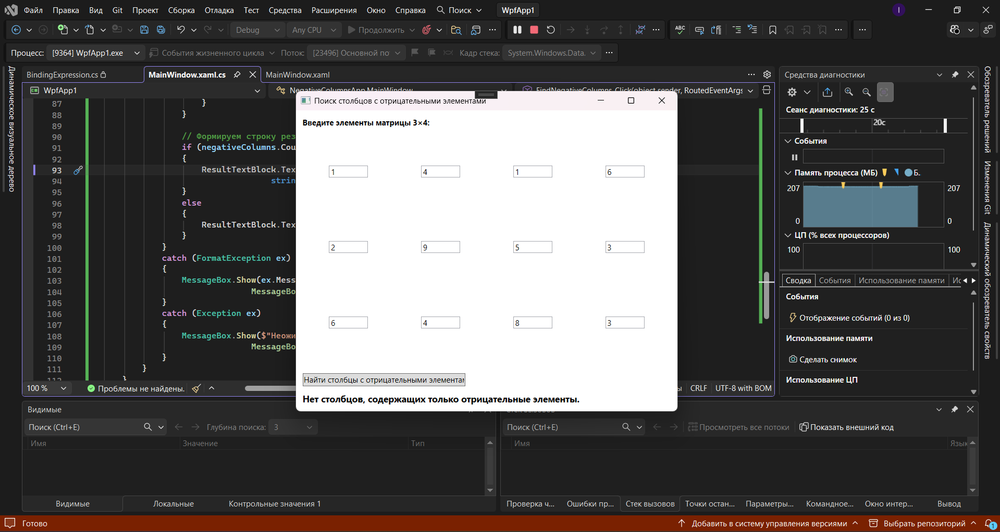 Файл Правка Вид Git Проект Сборка Отладка Тест Средства Расширения Окно Справка Поиск WpfApp1 I
Debug Any CPU Продолжить ABC
Процесс: [9364] WpfApp1.exe События жизненного цикла Поток: [23496] Основной по Кадр стека: System.Windows.Data.
Динамическое визуальное дерево
BindingExpression.cs MainWindow.xaml.cs MainWindow.xaml
C# WpfApp1 NegativeColumnsApp.MainWindow FindNegativeColumns_Click(object sender, RoutedEventArgs
87 }
88 }
89
90 // Формируем строку рез
91 if (negativeColumns.Cou
92 {
93 ResultTextBlock.Tex
94 strin
95 }
96 else
97 {
98 ResultTextBlock.Tex
99 }
100 }
101 catch (FormatException ex)
102 {
103 MessageBox.Show(ex.Mess
104 MessageBo
105 }
106 catch (Exception ex)
107 {
108 MessageBox.Show($"Неожи
109 MessageBo
110 }
111 }
112 }
100 % Проблемы не найдены. CRLF UTF-8 with BOM
Поиск столбцов с отрицательными элементами
Введите элементы матрицы 3×4:
1 4 1 6
2 9 5 3
6 4 8 3
Найти столбцы с отрицательными элемента
Нет столбцов, содержащих только отрицательные элементы.
Средства диагностики
Сеанс диагностики: 25 с
20с
События
Память процесса (МБ) Б..
207 207
0 0
ЦП (% всех процессоров)
100 100
Сводка События Использование памяти Ис
События
Отображение событий (0 из 0)
Использование памяти
Сделать снимок
Использование ЦП
Обозреватель решений
Изменения Git
Динамический обозреватель свойств
Видимые
Поиск (Ctrl+E) Глубина поиска: 3
Имя Значение Тип
Видимые Локальные Контрольные значения 1
Стек вызовов
Поиск (Ctrl+E) Просмотреть все потоки Показать внешний код
Имя Язык
Проверка ч... Ошибки пр... Стек вызовов Точки остан... Параметры... Командное... Окно интер... Вывод
Готово Добавить в систему управления версиями Выбрать репозиторий 1